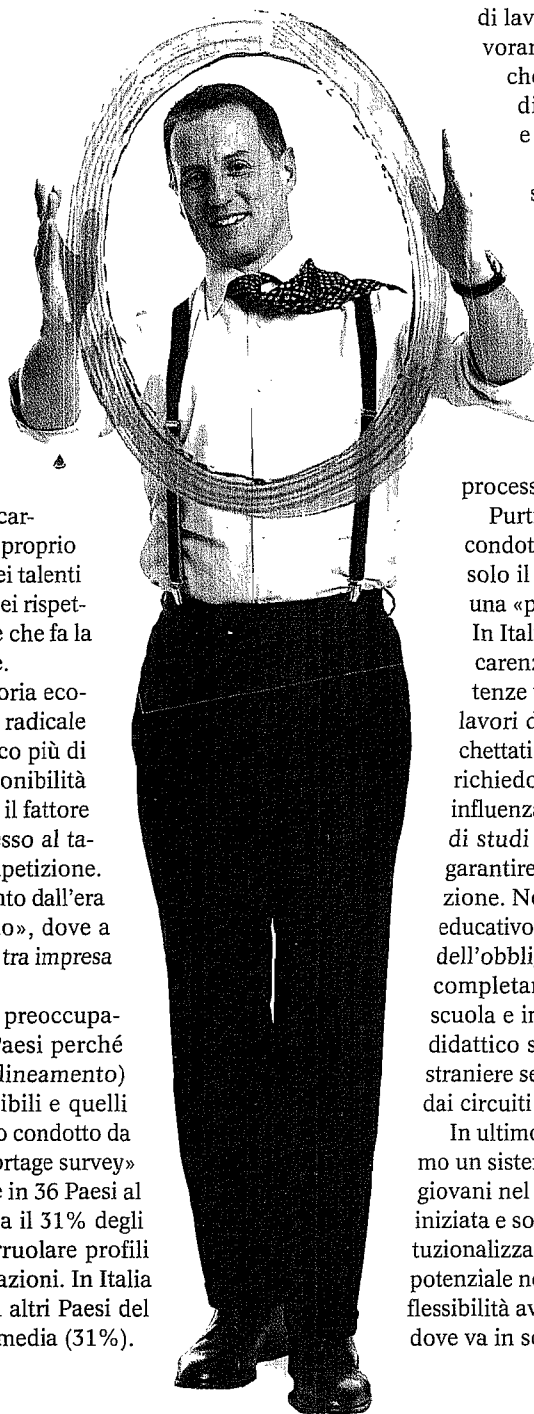 car-
proprio
ei talenti
ei rispet-
e che fa la
e.
oria eco-
radicale
co più di
onibilità
il fattore
esso al ta-
petizione.
nto dall'era
o», dove a
tra impresa
preoccupa-
Paesi perché
lineamento)
ibili e quelli
o condotto da
ortage survey»
e in 36 Paesi al
a il 31% degli
rruolare profili
azioni. In Italia
i altri Paesi del
media (31%).
di lav
voran
che
di
e
s
process
Purt
condot
solo il
una «p
In Ital
carenz
tenze
lavori d
chettati
richiedo
influenza
di studi
garantire
zione. Ne
educativo
dell'obbli
completan
scuola e in
didattico s
straniere se
dai circuiti
In ultimo
mo un sister
giovani nel
iniziata e so
tuzionalizza
potenziale ne
flessibilità av
dove va in so